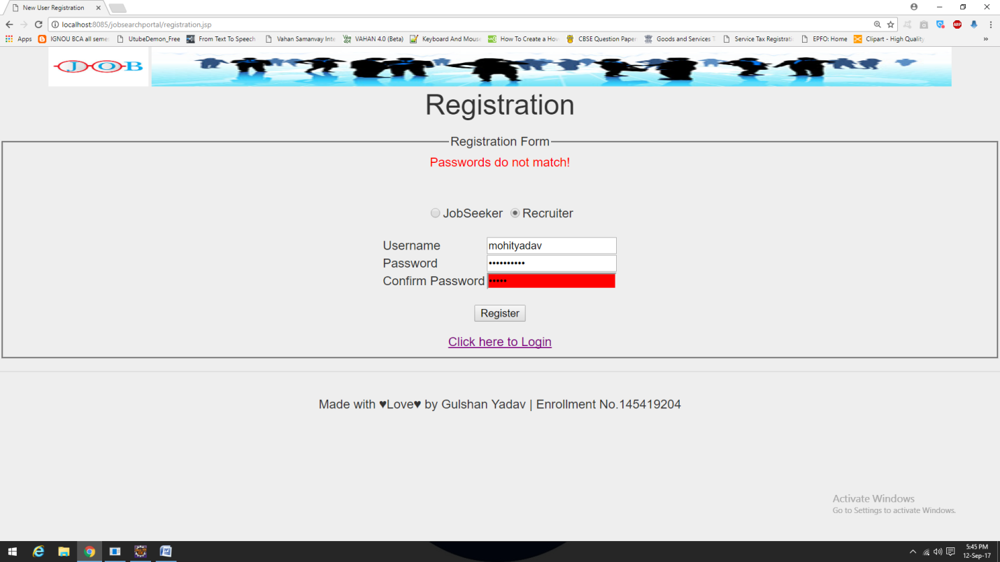 New User Registration
localhost:8085/jobsearchportal/registration.jsp
Apps IGNOU BCA all semes UtubeDemon_Free From Text To Speech Vahan Samanvay Inte VAHAN 4.0 (Beta) Keyboard And Mouse How To Create a How CBSE Question Paper Goods and Services T Service Tax Registrati EPFO: Home Clipart - High Quality
JOB
Registration
Registration Form
Passwords do not match!
JobSeeker Recruiter
Username mohityadav
Password ••••••••••
Confirm Password •••••
Register
Click here to Login
Made with ♥Love♥ by Gulshan Yadav | Enrollment No.145419204
Activate Windows
Go to Settings to activate Windows.
5:45 PM
12-Sep-17